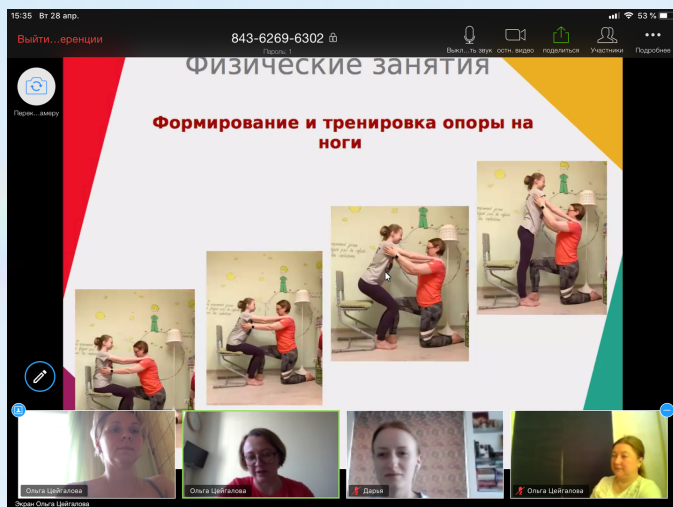 15:35 Вт 28 апр.
53 %
Выйти...еренции
843-6269-6302
Пароль: 1
Выкл...ть звук
остн. видео
поделиться
Участники
Подробнее
Перек...амеру
Физические занятия
Формирование и тренировка опоры на
ноги
Ольга Цейгалова
Ольга Цейгалова
Дарья
Ольга Цейгалова
Экран Ольга Цейгалова